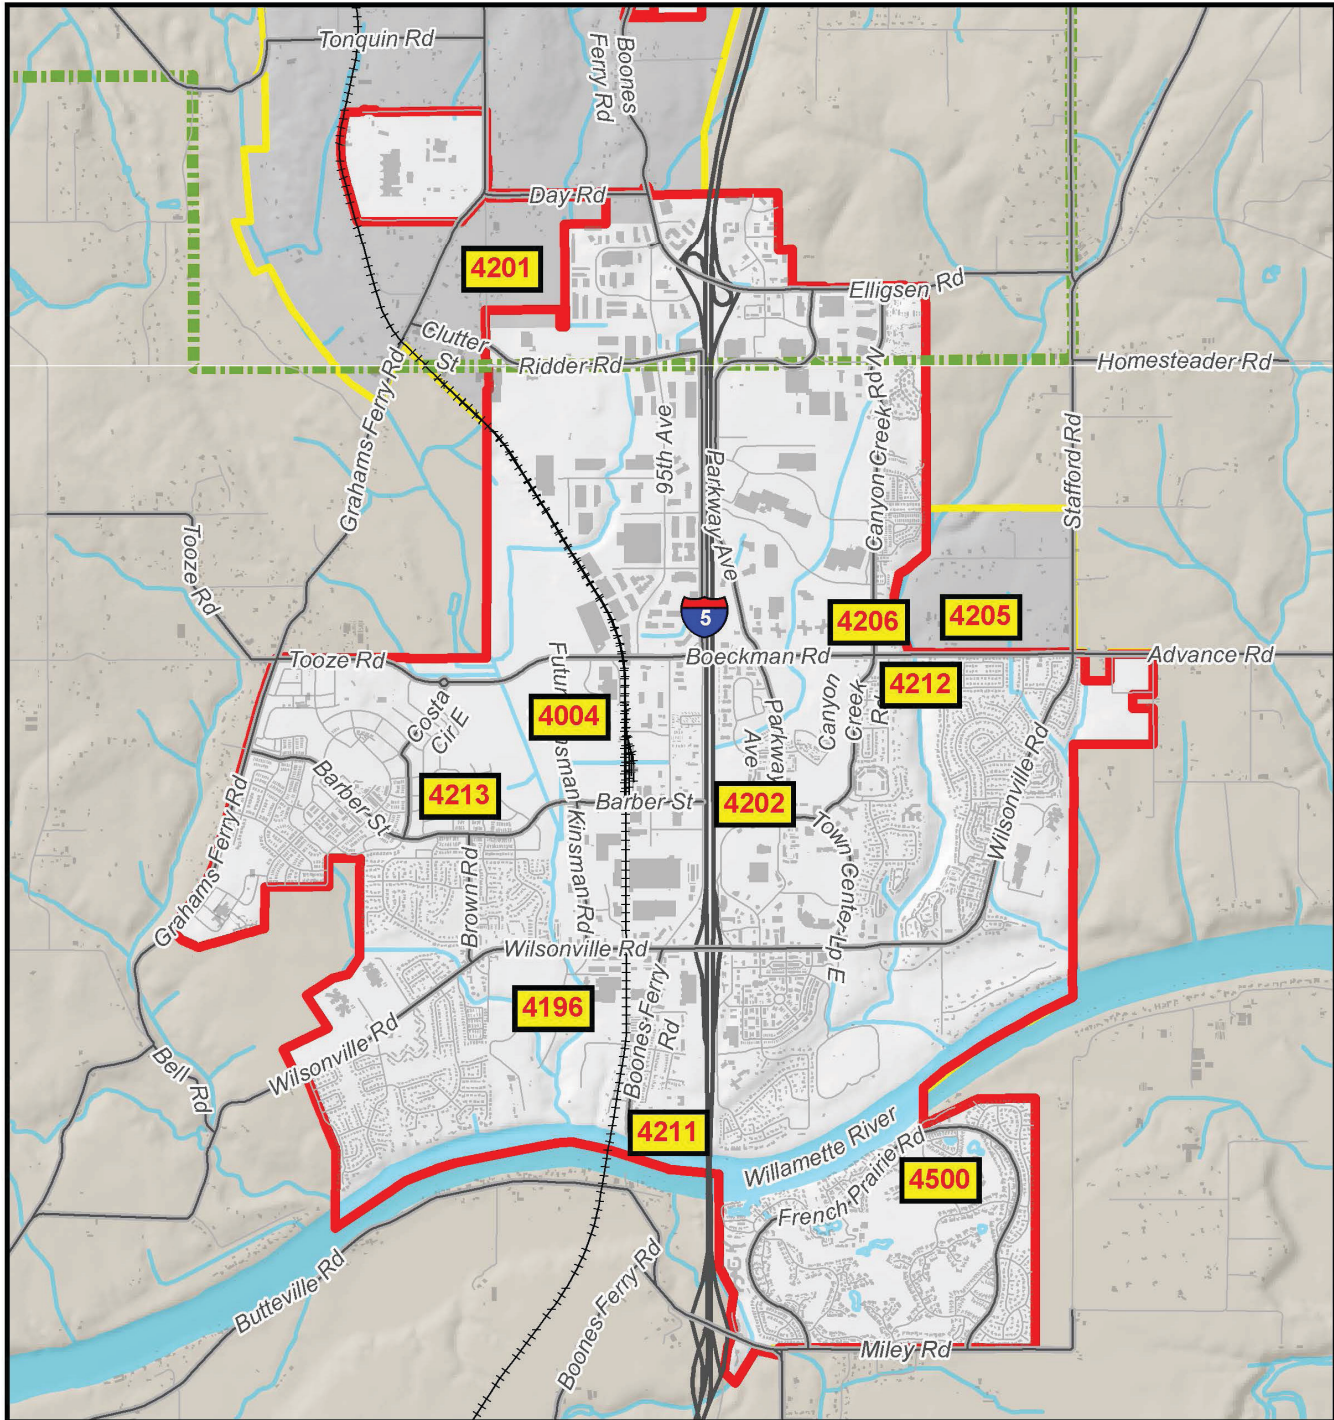 Tonquin Rd
Boones
Ferry Rd
Day Rd
4201
Elligsen Rd
Clutter
St
Ridder Rd
Homesteader Rd
Grahams Ferry Rd
95th Ave
Parkway Ave
Canyon Creek Rd N
Stafford Rd
Tooze Rd
5
4206
4205
Tooze Rd
Boeckman Rd
Advance Rd
4212
Costa
Cir E
4004
Canyon
Creek
Rd
Parkway
Ave
Barber St
4213
Barber St
4202
Town Center Lp E
Wilsonville Rd
Grahams Ferry Rd
Brown Rd
Kinsman Rd
Wilsonville Rd
4196
Boones Ferry
Rd
Wilsonville Rd
Bell Rd
4211
Willamette River
French Prairie Rd
4500
Butteville Rd
Boones Ferry Rd
Miley Rd